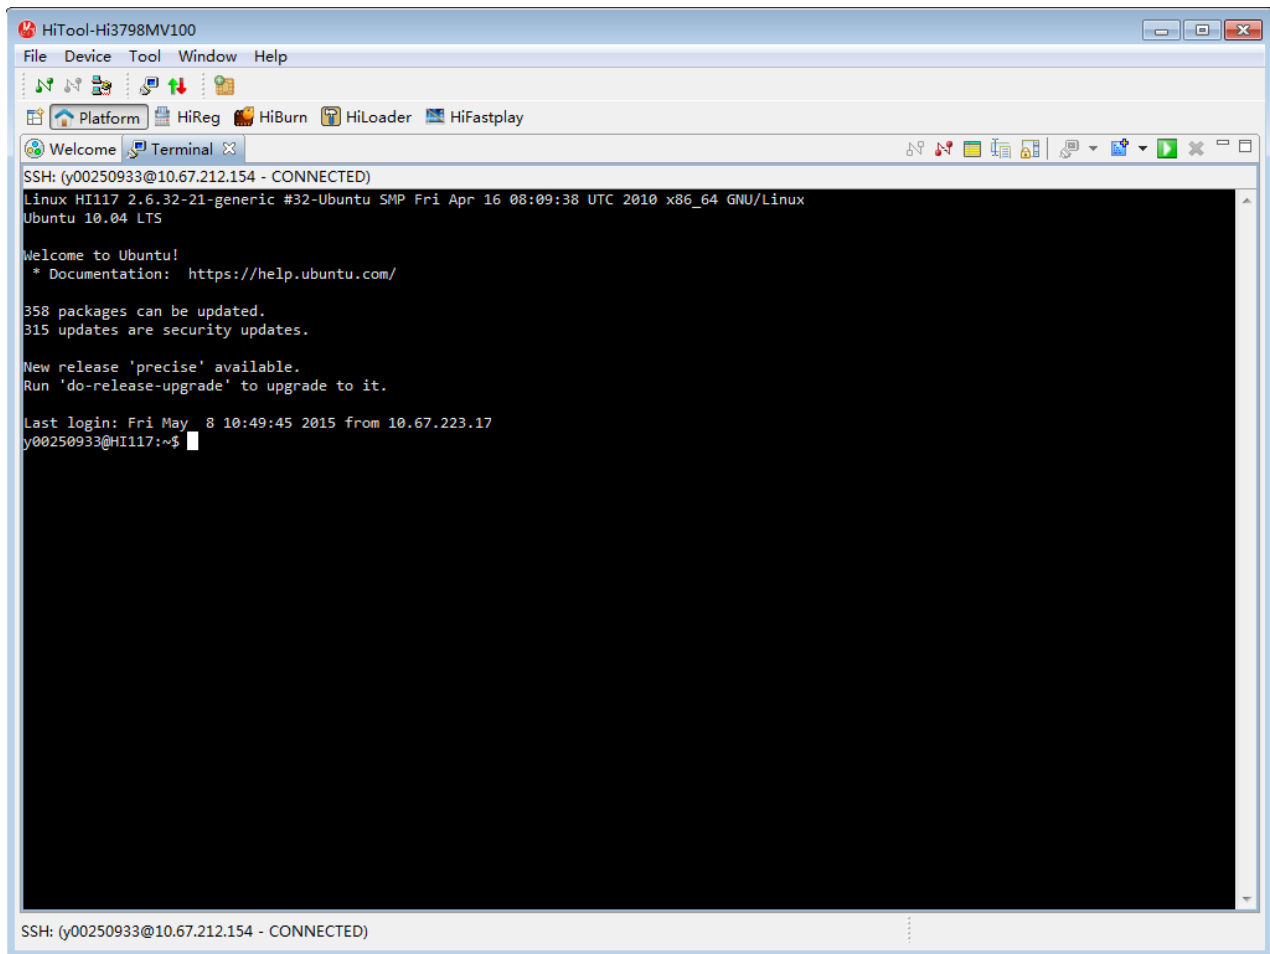 HiTool-Hi3798MV100
File Device Tool Window Help
Platform HiReg HiBurn HiLoader HiFastplay
Welcome Terminal
SSH: (y00250933@10.67.212.154 - CONNECTED)
Linux HI117 2.6.32-21-generic #32-Ubuntu SMP Fri Apr 16 08:09:38 UTC 2010 x86_64 GNU/Linux
Ubuntu 10.04 LTS
Welcome to Ubuntu!
* Documentation:  https://help.ubuntu.com/
358 packages can be updated.
315 updates are security updates.
New release 'precise' available.
Run 'do-release-upgrade' to upgrade to it.
Last login: Fri May  8 10:49:45 2015 from 10.67.223.17
y00250933@HI117:~$
SSH: (y00250933@10.67.212.154 - CONNECTED)